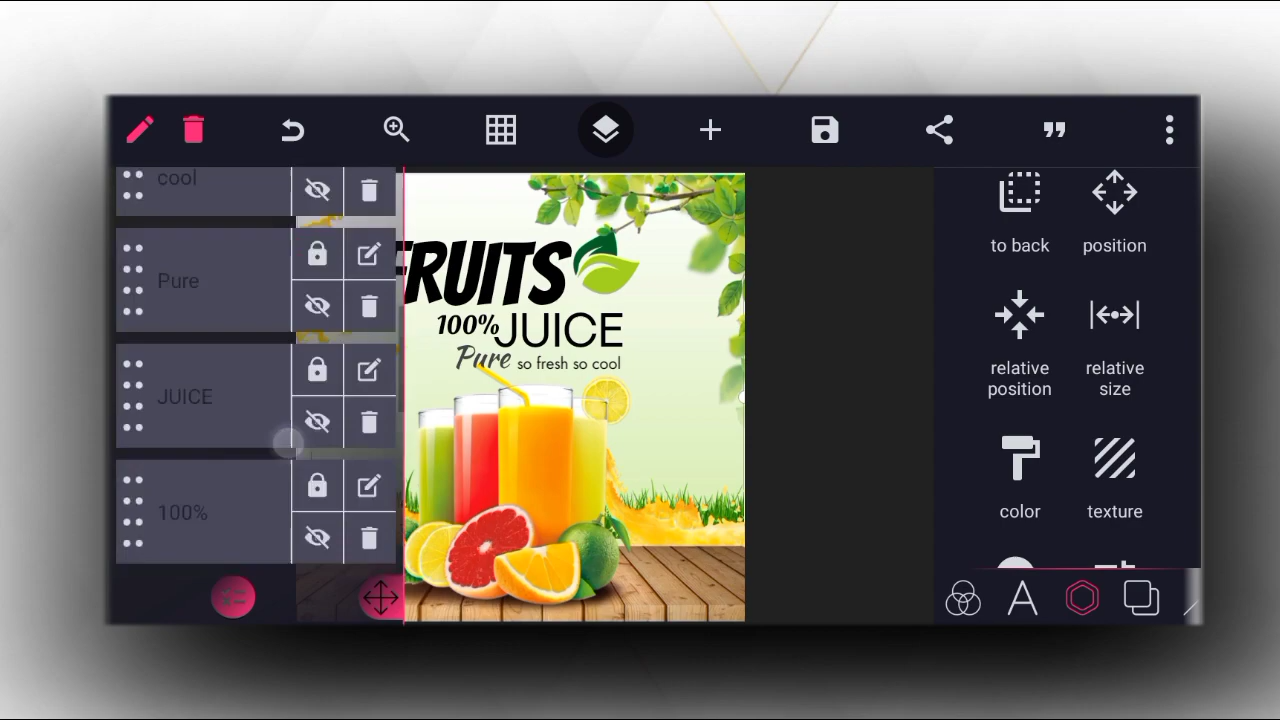 cool
Pure
JUICE
100%
FRUITS
100% JUICE
Pure so fresh so cool
to back
position
relative position
relative size
color
texture